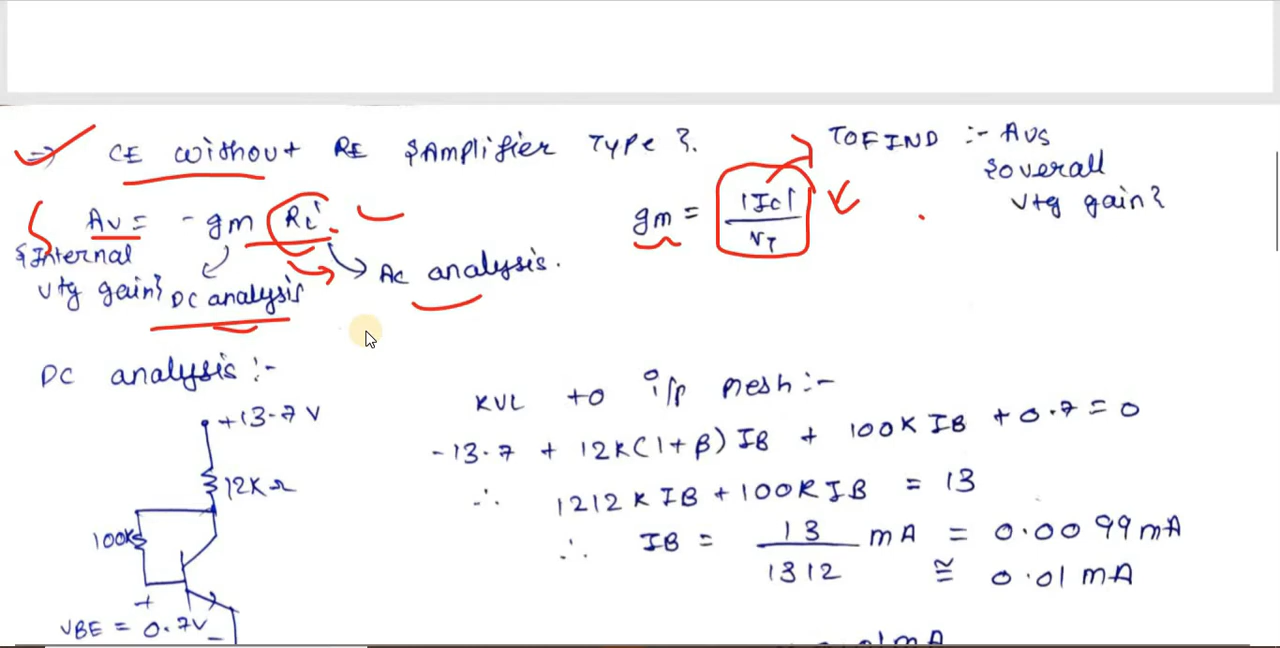 ⇒ CE without RE {Amplifier Type}.
TO FIND :- Avs
{overall
vtg gain}
Av = - gm RL'.
gm = |Ic| / VT
{Internal
vtg gain}
DC analysis
AC analysis.
DC analysis :-
+13.7 V
12KΩ
100K
+
VBE = 0.7V
-
KVL to i/p mesh :-
-13.7 + 12K(1+β) IB + 100K IB + 0.7 = 0
∴ 1212 K IB + 100K IB = 13
∴ IB = 13 / 1312 mA = 0.0099 mA
≅ 0.01 mA